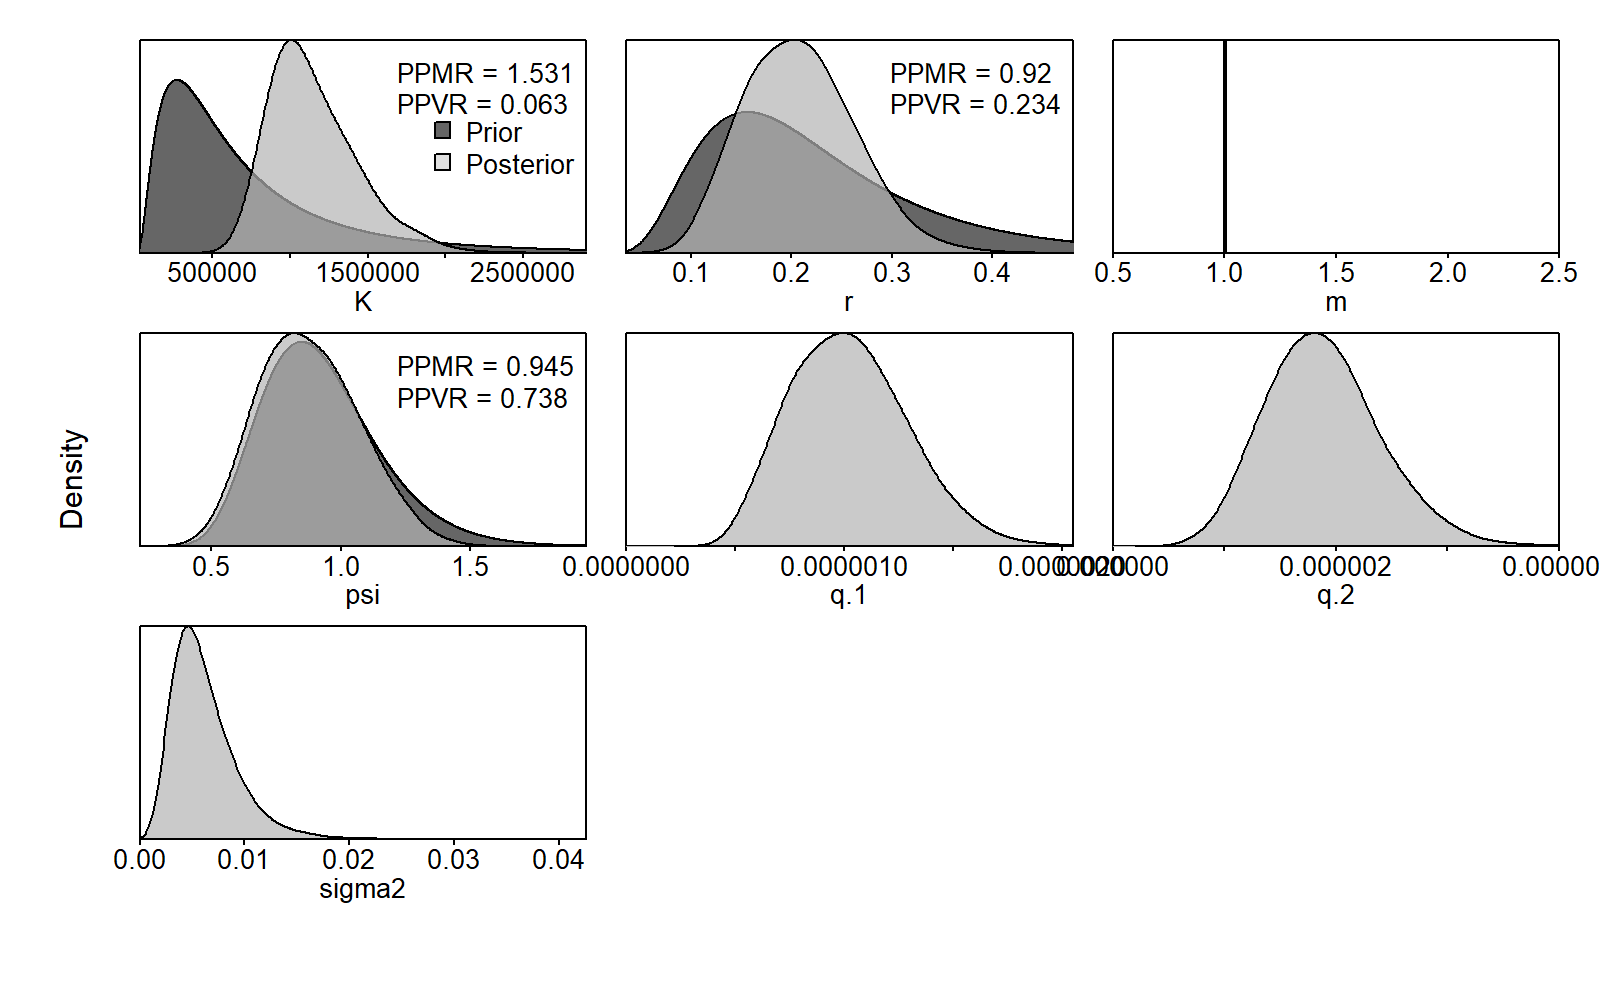 PPMR = 1.531
PPVR = 0.063
Prior
Posterior
500000 1500000 2500000
K
PPMR = 0.92
PPVR = 0.234
0.1 0.2 0.3 0.4
r
0.5 1.0 1.5 2.0 2.5
m
Density
PPMR = 0.945
PPVR = 0.738
0.5 1.0 1.5
psi
0.0000000 0.0000010
q.1
0.000002 0.00000
q.2
0.00 0.01 0.02 0.03 0.04
sigma2